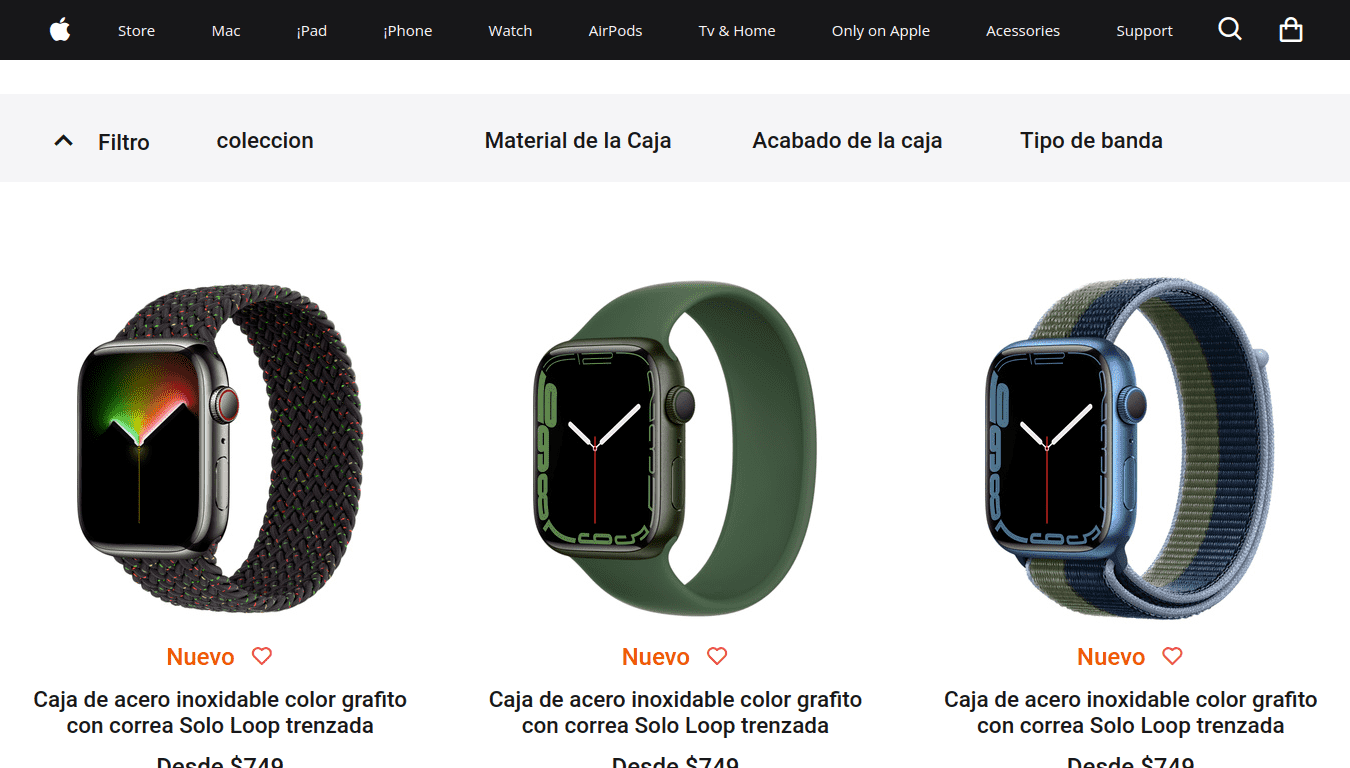 Store Mac ¡Pad ¡Phone Watch AirPods Tv & Home Only on Apple Acessories Support
Filtro coleccion Material de la Caja Acabado de la caja Tipo de banda
Nuevo
Caja de acero inoxidable color grafito
con correa Solo Loop trenzada
Desde $749
Nuevo
Caja de acero inoxidable color grafito
con correa Solo Loop trenzada
Desde $749
Nuevo
Caja de acero inoxidable color grafito
con correa Solo Loop trenzada
Desde $749